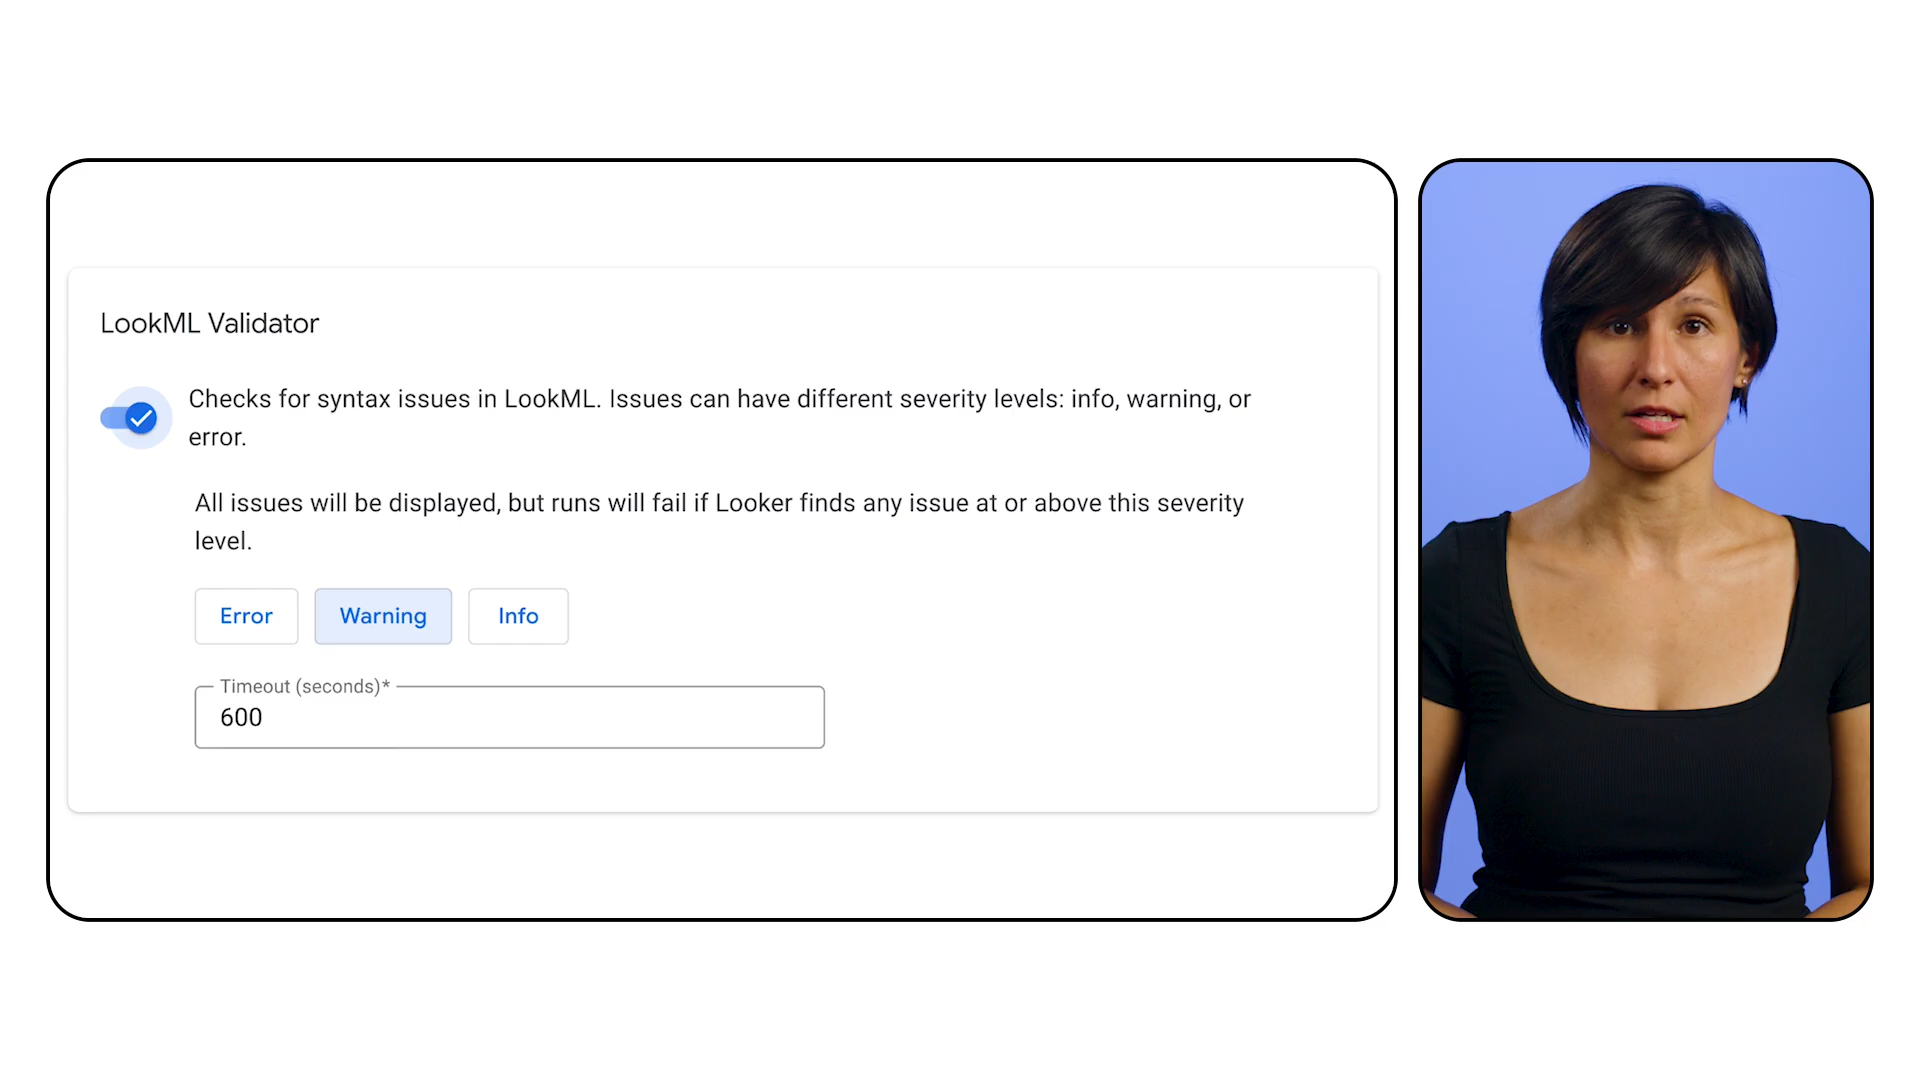 LookML Validator
Checks for syntax issues in LookML. Issues can have different severity levels: info, warning, or
error.
All issues will be displayed, but runs will fail if Looker finds any issue at or above this severity
level.
Error
Warning
Info
Timeout (seconds)*
600